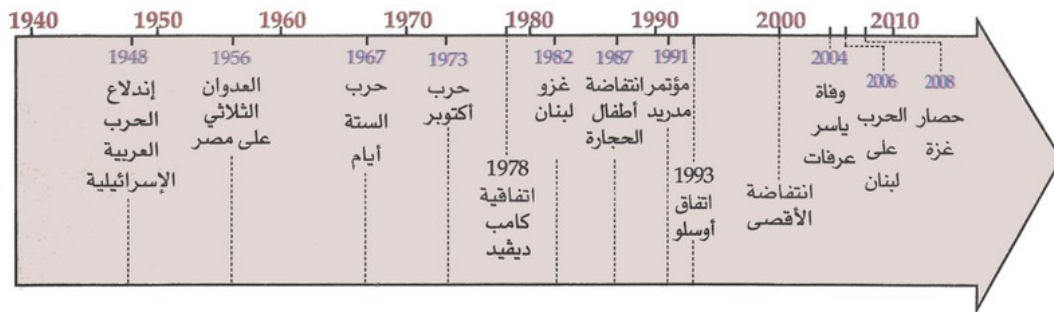 1940 1950 1960 1970 1980 1990 2000 2010
1948
إندلاع
الحرب
العربية
الإسرائيلية
1956
العدوان
الثلاثي
على مصر
1967
حرب
الستة
أيام
1973
حرب
أكتوبر
1978
اتفاقية
كامب
ديڤيد
1982
غزو
لبنان
1987
انتفاضة
أطفال
الحجارة
1991
مؤتمر
مدريد
1993
اتفاق
أوسلو
انتفاضة
الأقصى
2004
وفاة
ياسر
عرفات
2006
الحرب
على
لبنان
2008
حصار
غزة